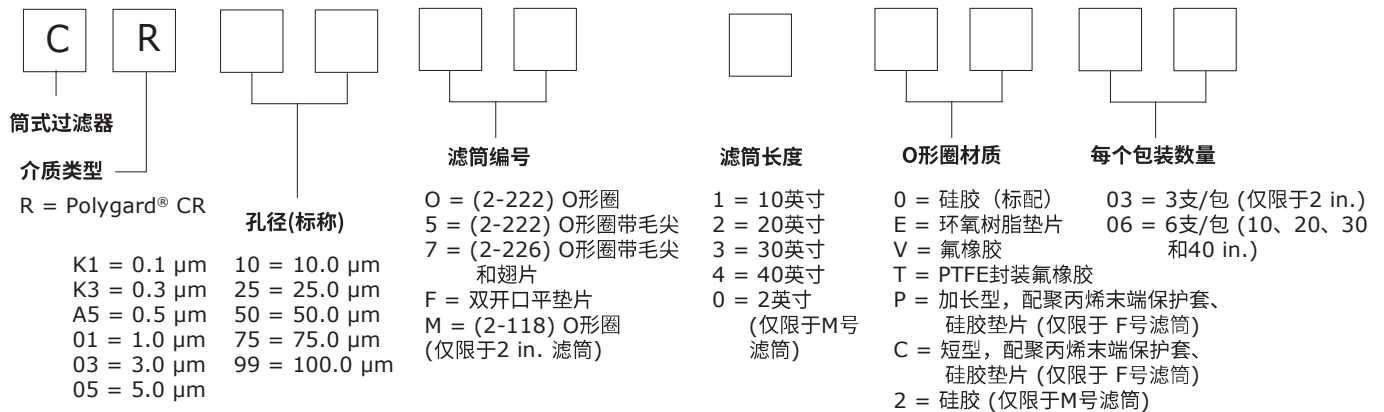 C R
筒式过滤器
介质类型
R = Polygard® CR
孔径(标称)
K1 = 0.1 µm
K3 = 0.3 µm
A5 = 0.5 µm
01 = 1.0 µm
03 = 3.0 µm
05 = 5.0 µm
10 = 10.0 µm
25 = 25.0 µm
50 = 50.0 µm
75 = 75.0 µm
99 = 100.0 µm
滤筒编号
O = (2-222) O形圈
5 = (2-222) O形圈带毛尖
7 = (2-226) O形圈带毛尖
和翅片
F = 双开口平垫片
M = (2-118) O形圈
(仅限于2 in. 滤筒)
滤筒长度
1 = 10英寸
2 = 20英寸
3 = 30英寸
4 = 40英寸
0 = 2英寸
(仅限于M号
滤筒)
O形圈材质
0 = 硅胶（标配）
E = 环氧树脂垫片
V = 氟橡胶
T = PTFE封装氟橡胶
P = 加长型，配聚丙烯末端保护套、
硅胶垫片 (仅限于 F号滤筒)
C = 短型，配聚丙烯末端保护套、
硅胶垫片 (仅限于 F号滤筒)
2 = 硅胶 (仅限于M号滤筒)
每个包装数量
03 = 3支/包 (仅限于2 in.)
06 = 6支/包 (10、20、30
和40 in.)